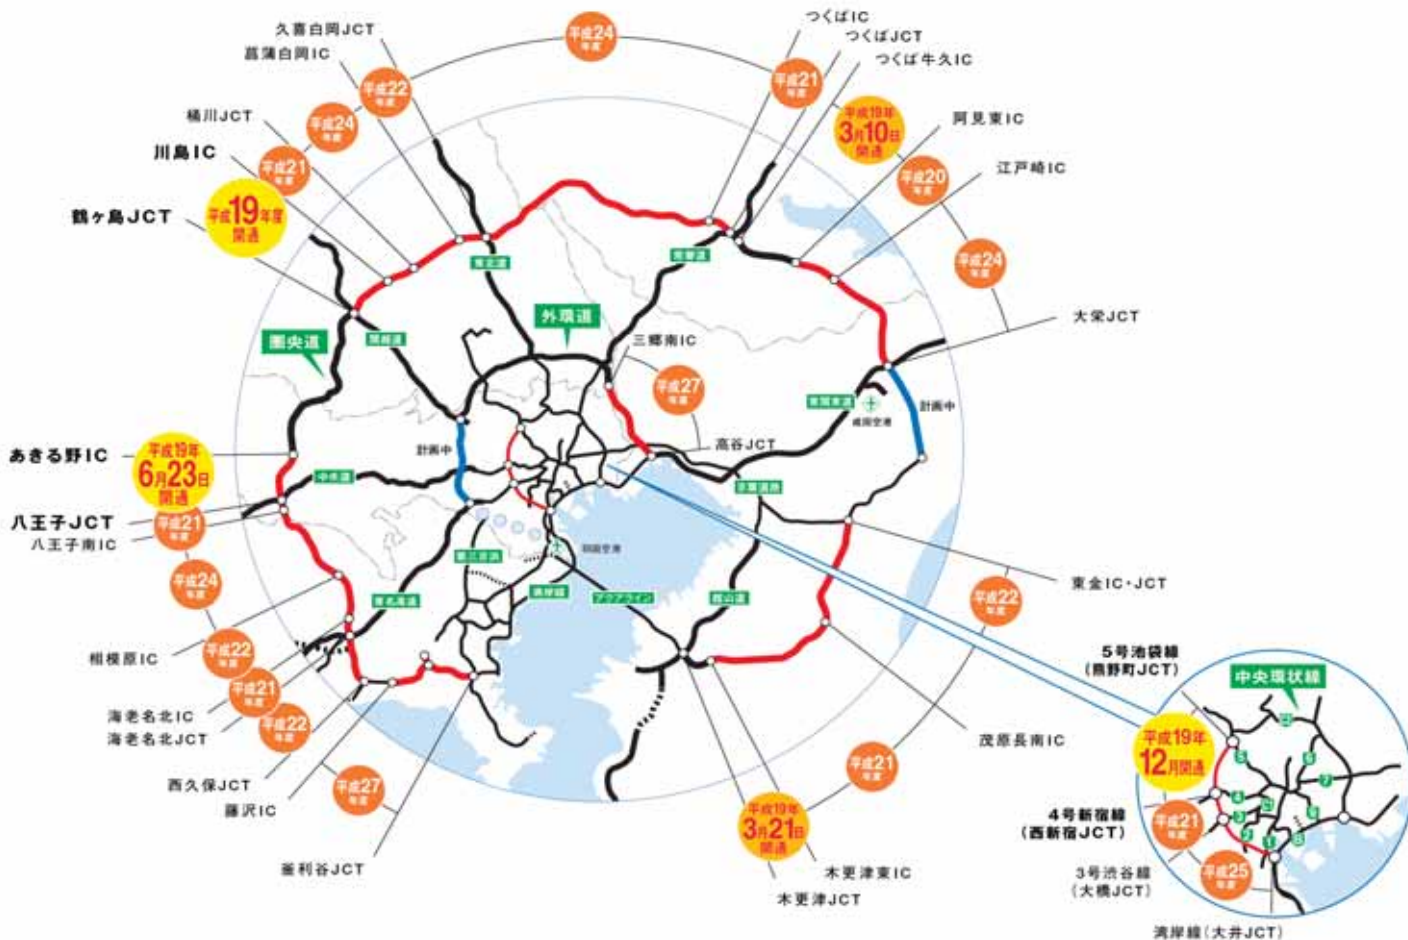 久喜白岡JCT
菖蒲白岡IC
桶川JCT
川島IC
鶴ヶ島JCT
平成19年度
開通
平成21
年度
平成24
年度
平成22
年度
平成24
年度
平成21
年度
つくばIC
つくばJCT
つくば牛久IC
平成19年
3月10日
開通
阿見東IC
平成20
年度
江戸崎IC
平成24
年度
大栄JCT
東北道
常磐道
外環道
三郷南IC
圏央道
関越道
平成27
年度
東関東道
成田空港
計画中
高谷JCT
計画中
あきる野IC
平成19年
6月23日
開通
中央道
京葉道路
八王子JCT
八王子南IC
平成21
年度
平成24
年度
羽田空港
第三京浜
東名高速
湾岸線
アクアライン
館山道
東金IC・JCT
平成22
年度
相模原IC
平成22
年度
平成21
年度
平成22
年度
海老名北IC
海老名北JCT
西久保JCT
藤沢IC
平成27
年度
釜利谷JCT
茂原長南IC
平成21
年度
平成19年
3月21日
開通
木更津東IC
木更津JCT
5号池袋線
(熊野町JCT)
中央環状線
平成19年
12月開通
4号新宿線
(西新宿JCT)
平成21
年度
3号渋谷線
(大橋JCT)
平成25
年度
湾岸線(大井JCT)
5
6
7
4
3
2
1
9
B